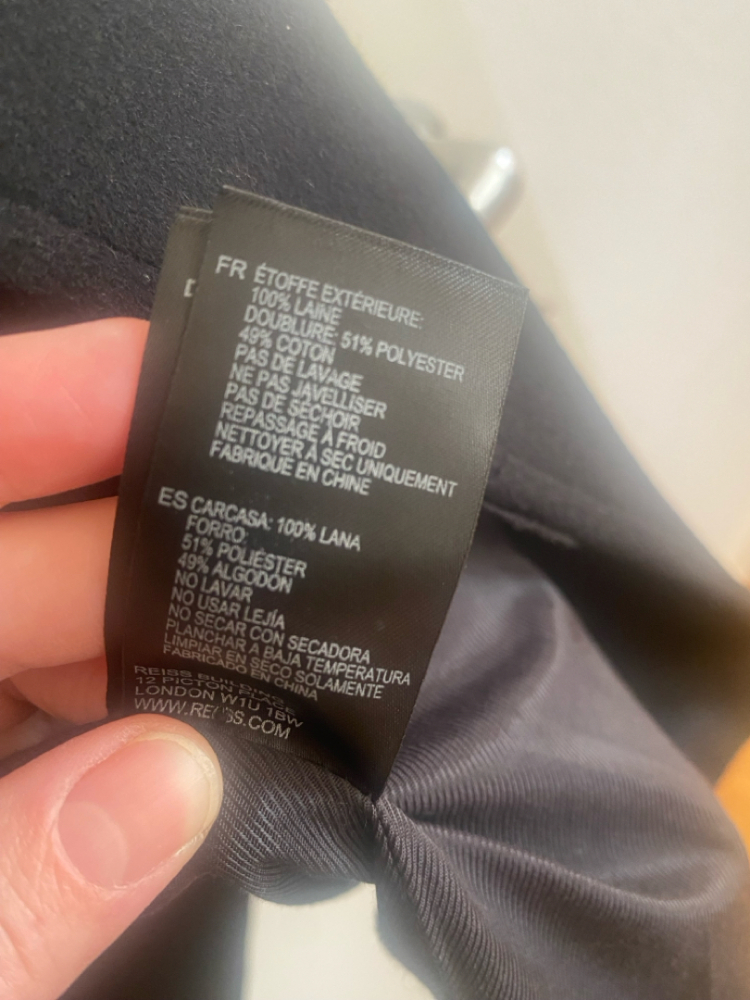 FR ÉTOFFE EXTÉRIEURE:
100% LAINE
DOUBLURE: 51% POLYESTER
49% COTON
PAS DE LAVAGE
NE PAS JAVELLISER
PAS DE SÉCHOIR
REPASSAGE À FROID
NETTOYER À SEC UNIQUEMENT
FABRIQUÉ EN CHINE
ES CARCASA: 100% LANA
FORRO:
51% POLIÉSTER
49% ALGODÓN
NO LAVAR
NO USAR LEJÍA
NO SECAR CON SECADORA
PLANCHAR A BAJA TEMPERATURA
LIMPIAR EN SECO SOLAMENTE
FABRICADO EN CHINA
REISS
12 PICTON
LONDON W1U 1BW
WWW.REISS.COM